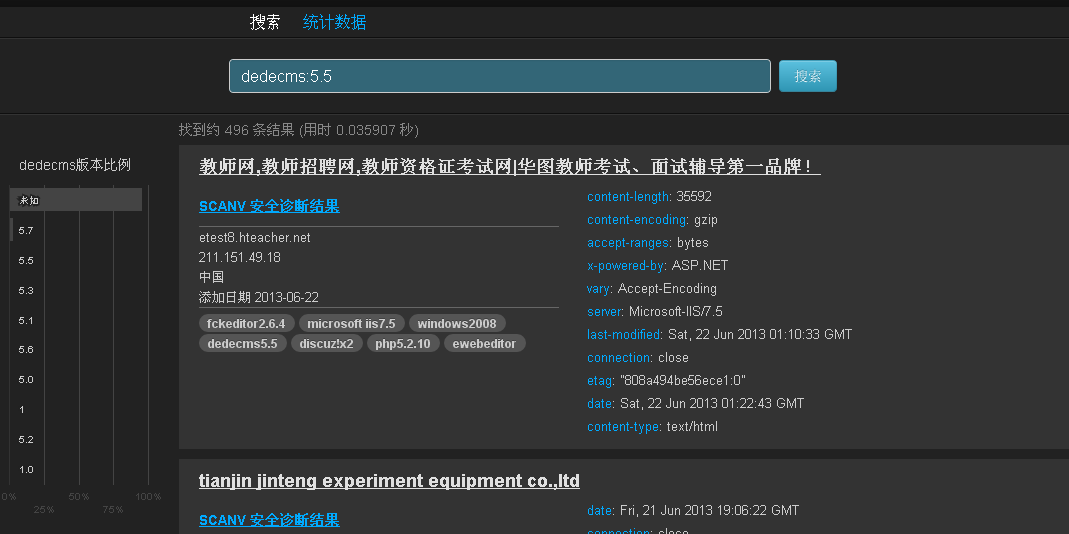 搜索 统计数据
dedecms:5.5 搜索
找到约 496 条结果 (用时 0.035907 秒)
dedecms版本比例
未知
5.7
5.5
5.3
5.1
5.6
5.0
1
5.2
1.0
0% 50% 100%
25% 75%
教师网,教师招聘网,教师资格证考试网|华图教师考试、面试辅导第一品牌!
SCANV 安全诊断结果
etest8.hteacher.net
211.151.49.18
中国
添加日期 2013-06-22
fckeditor2.6.4 microsoft iis7.5 windows2008
dedecms5.5 discuz!x2 php5.2.10 ewebeditor
content-length: 35592
content-encoding: gzip
accept-ranges: bytes
x-powered-by: ASP.NET
vary: Accept-Encoding
server: Microsoft-IIS/7.5
last-modified: Sat, 22 Jun 2013 01:10:33 GMT
connection: close
etag: "808a494be56ece1:0"
date: Sat, 22 Jun 2013 01:22:43 GMT
content-type: text/html
tianjin jinteng experiment equipment co.,ltd
SCANV 安全诊断结果
date: Fri, 21 Jun 2013 19:06:22 GMT
connection: close